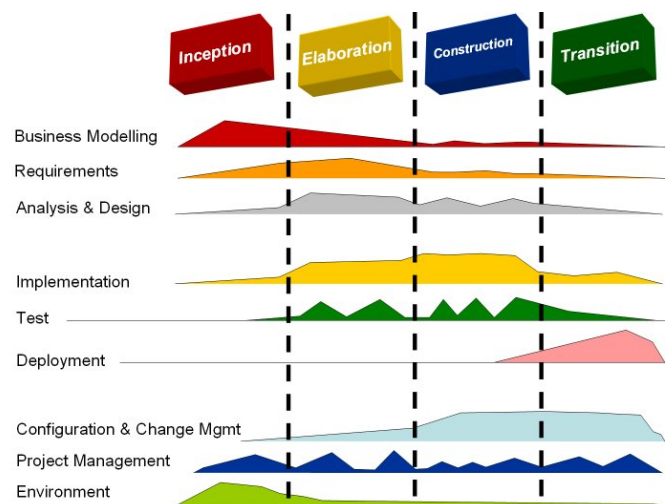 Inception
Elaboration
Construction
Transition
Business Modelling
Requirements
Analysis & Design
Implementation
Test
Deployment
Configuration & Change Mgmt
Project Management
Environment